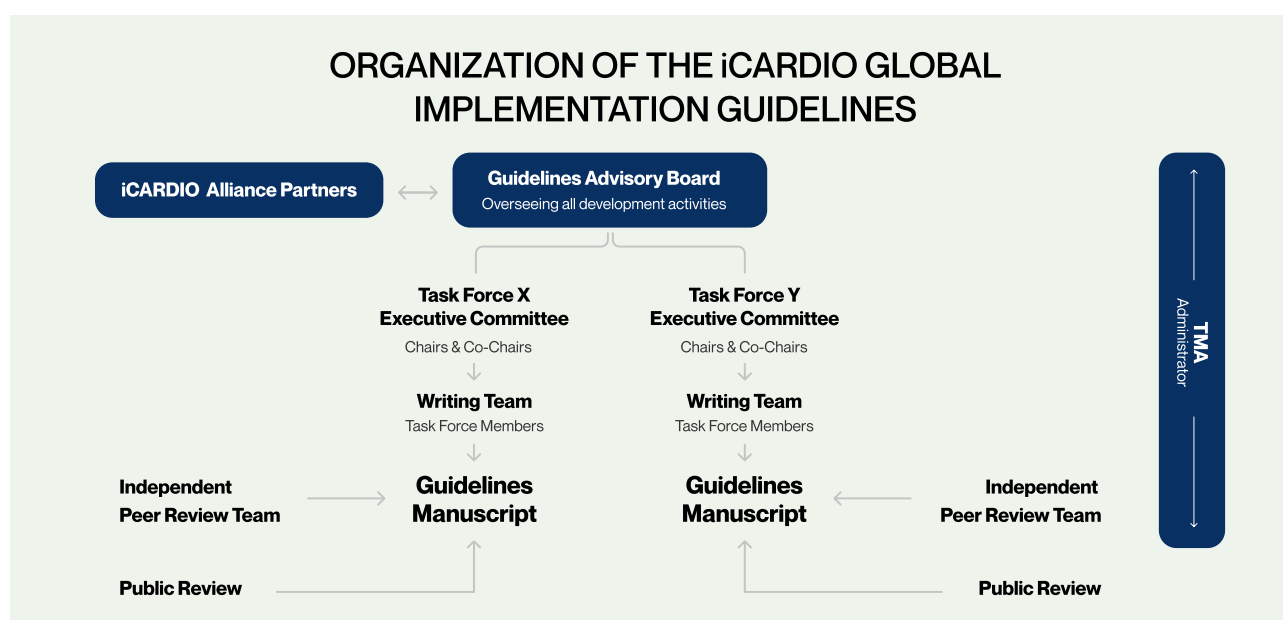 ORGANIZATION OF THE iCARDIO GLOBAL
IMPLEMENTATION GUIDELINES
iCARDIO Alliance Partners
Guidelines Advisory Board
Overseeing all development activities
Task Force X
Executive Committee
Chairs & Co-Chairs
Writing Team
Task Force Members
Guidelines
Manuscript
Task Force Y
Executive Committee
Chairs & Co-Chairs
Writing Team
Task Force Members
Guidelines
Manuscript
Independent
Peer Review Team
Public Review
Independent
Peer Review Team
Public Review
TMA
Administrator